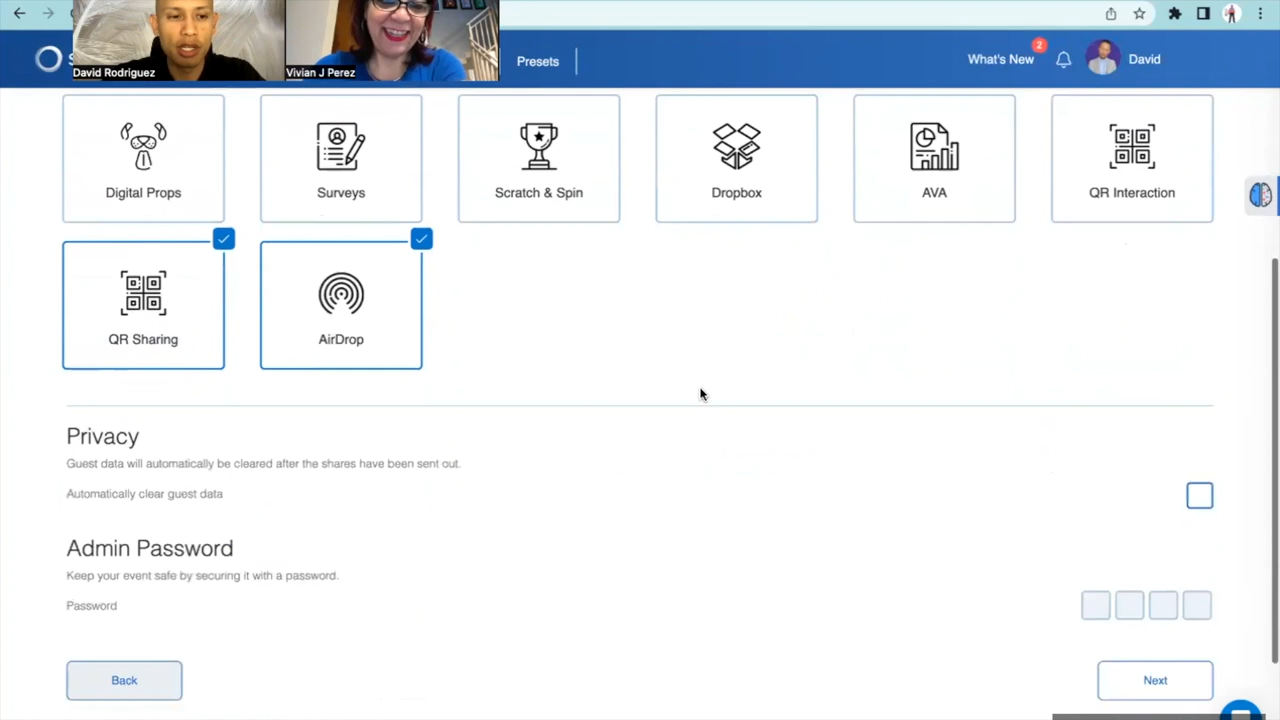 David Rodriguez
Vivian J Perez
Presets
What's New
2
David
Digital Props
Surveys
Scratch & Spin
Dropbox
AVA
QR Interaction
QR Sharing
AirDrop
Privacy
Guest data will automatically be cleared after the shares have been sent out.
Automatically clear guest data
Admin Password
Keep your event safe by securing it with a password.
Password
Back
Next